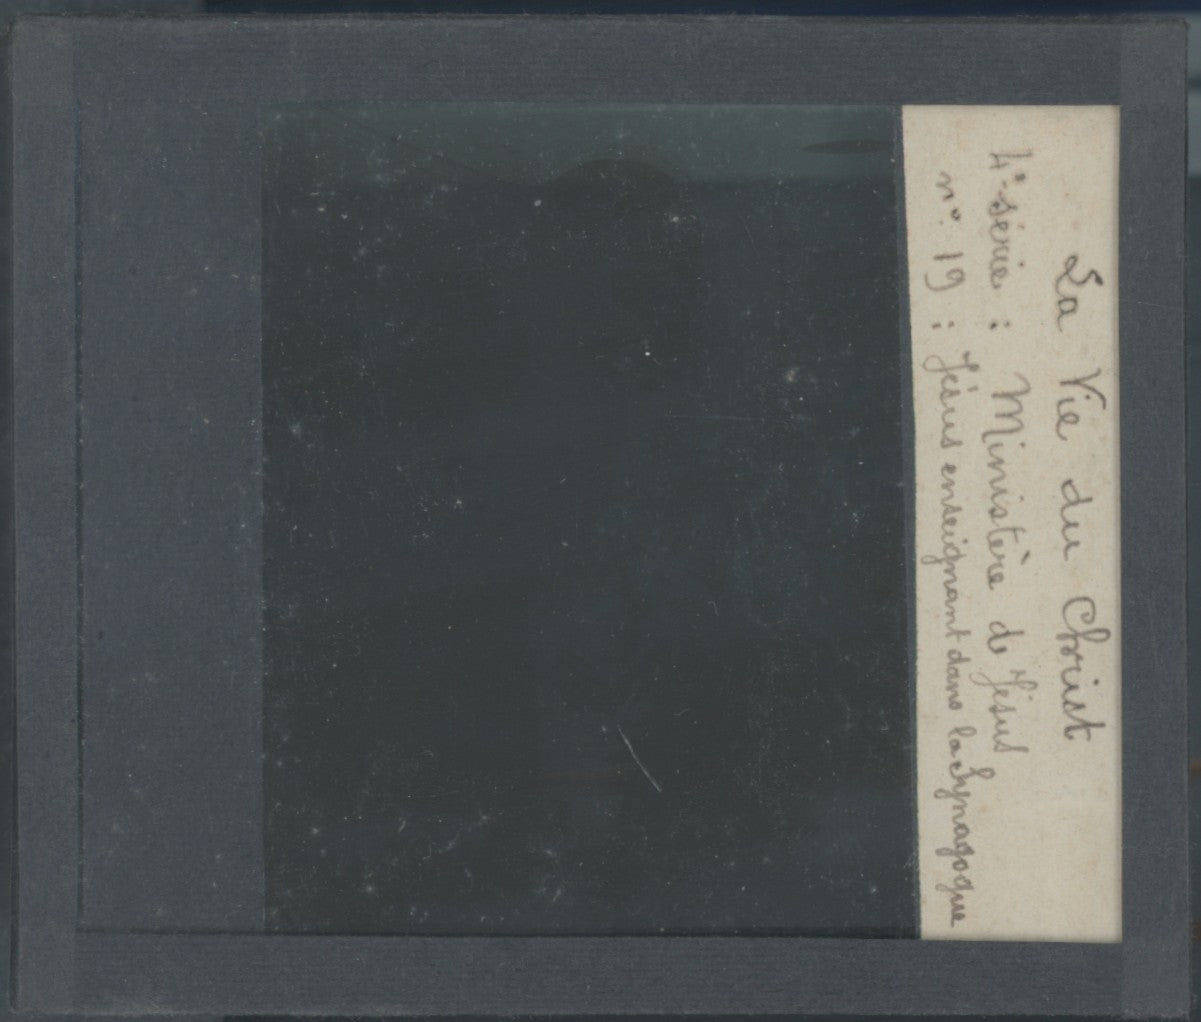 La Vie du Christ
4e série : Ministère de Jésus
n° 19 : Jésus enseignant dans la synagogue